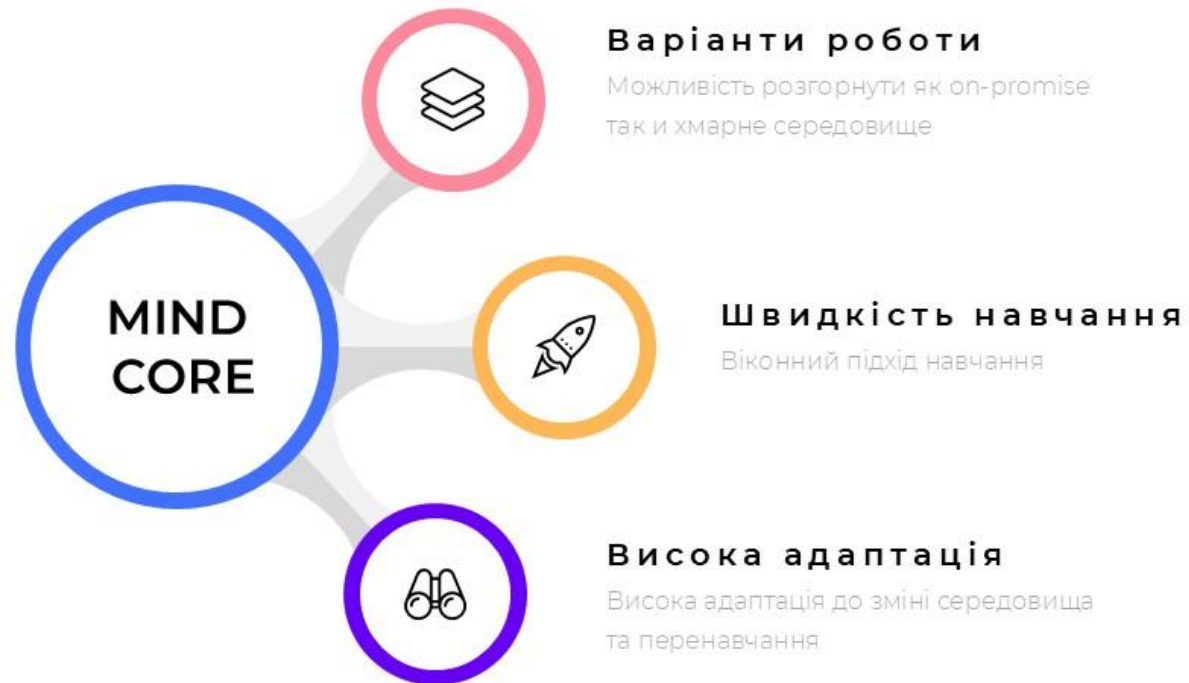 MIND
CORE
Варіанти роботи
Можливість розгорнути як on-promise
так и хмарне середовище
Швидкість навчання
Віконний підхід навчання
Висока адаптація
Висока адаптація до зміні середовища
та перенавчання